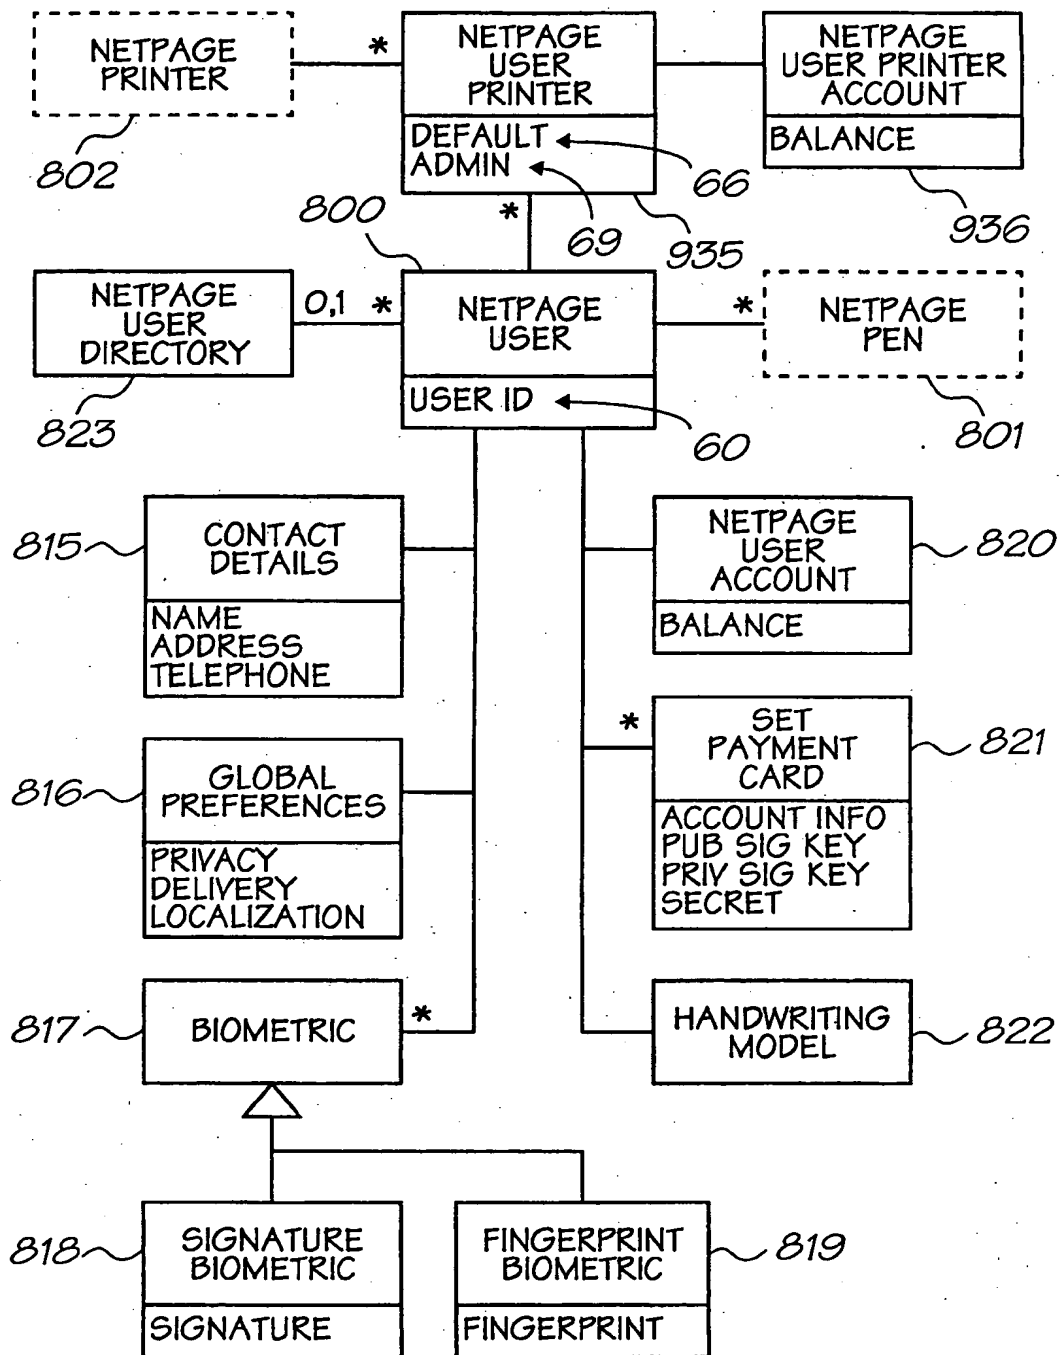 NETPAGE
PRINTER
802
*
NETPAGE
USER
PRINTER
DEFAULT
ADMIN
NETPAGE
USER PRINTER
ACCOUNT
BALANCE
66
69
935
936
*
800
NETPAGE
USER
DIRECTORY
823
0,1
*
NETPAGE
USER
USER ID
60
*
NETPAGE
PEN
801
815
CONTACT
DETAILS
NAME
ADDRESS
TELEPHONE
NETPAGE
USER
ACCOUNT
BALANCE
820
816
GLOBAL
PREFERENCES
PRIVACY
DELIVERY
LOCALIZATION
*
SET
PAYMENT
CARD
ACCOUNT INFO
PUB SIG KEY
PRIV SIG KEY
SECRET
821
817
BIOMETRIC
*
HANDWRITING
MODEL
822
818
SIGNATURE
BIOMETRIC
SIGNATURE
FINGERPRINT
BIOMETRIC
FINGERPRINT
819